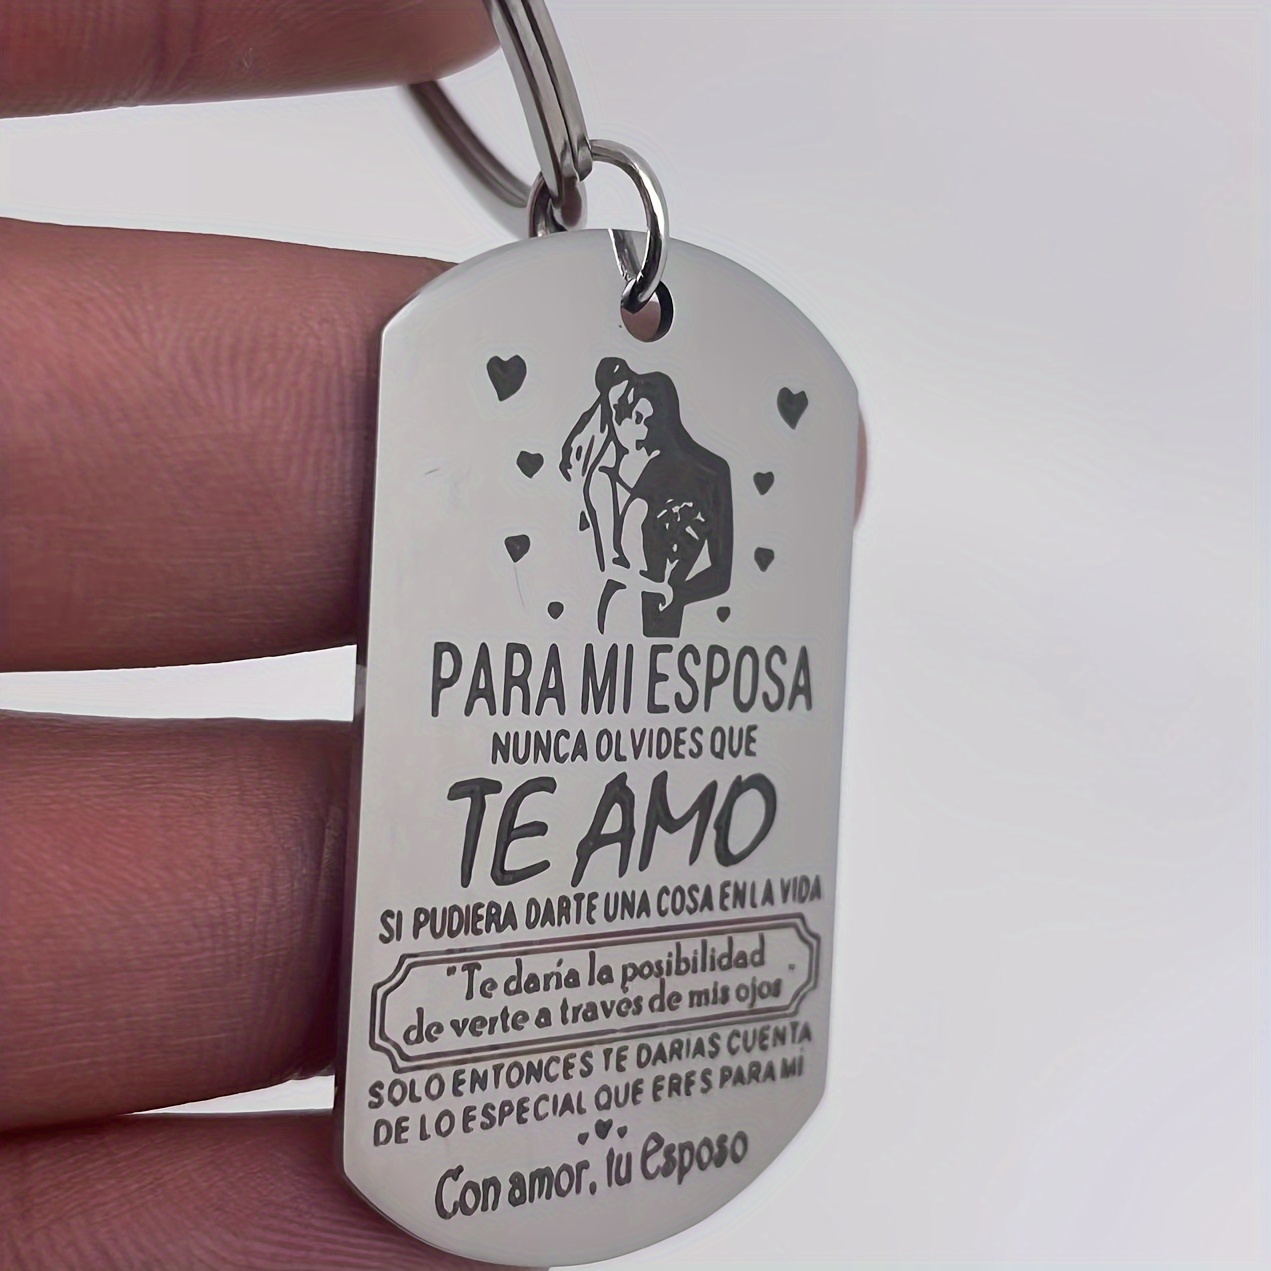 PARA MI ESPOSA
NUNCA OLVIDES QUE
TE AMO
SI PUDIERA DARTE UNA COSA EN LA VIDA
"Te daría la posibilidad
de verte a través de mis ojos"
SOLO ENTONCES TE DARIAS CUENTA
DE LO ESPECIAL QUE ERES PARA MÍ
Con amor, tu Esposo